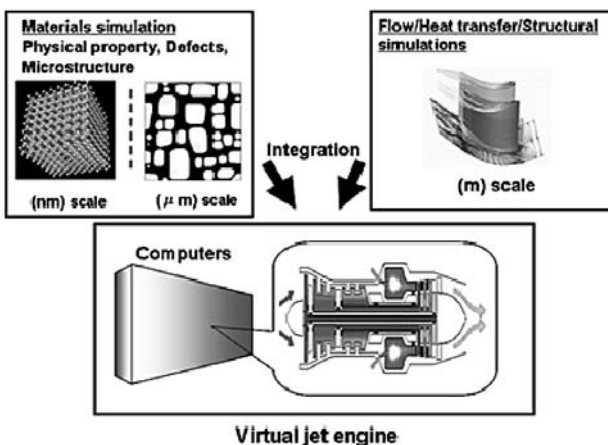 Materials simulation
Physical property, Defects,
Microstructure
(nm) scale
(μ m) scale
Flow/Heat transfer/Structural
simulations
(m) scale
Integration
Computers
Virtual jet engine